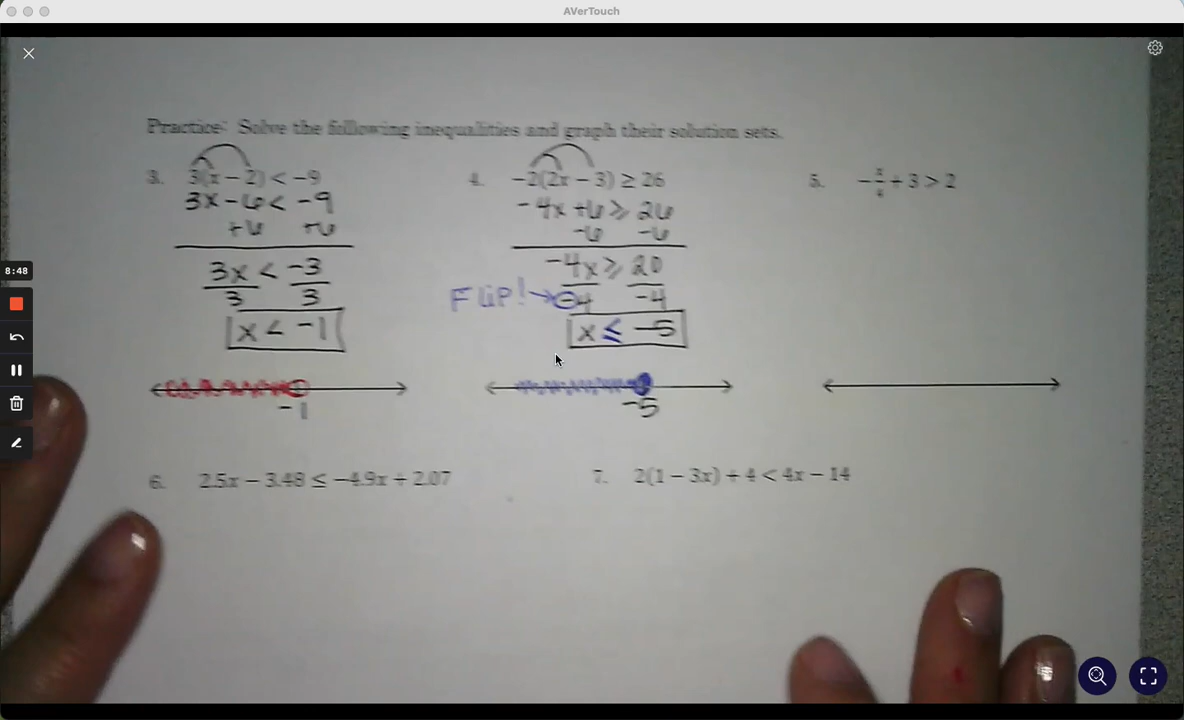 AVerTouch
Practice: Solve the following inequalities and graph their solution sets.
3. 3(x − 2) < −9
3x − 6 < −9
+6 +6
3x < −3
3 3
x < −1
−1
4. −2(2x − 3) ≥ 26
−4x + 6 ≥ 26
−6 −6
−4x ≥ 20
FLIP! → −4 −4
x ≤ −5
−5
5. + 3 > 2
8:48
6. 2.5x − 3.48 ≤ −4.9x + 2.07
7. 2(1 − 3x) + 4 < 4x − 14